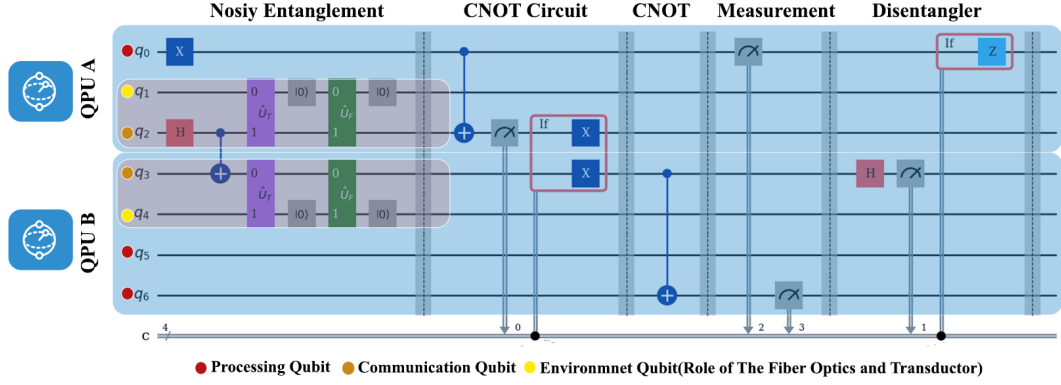 Nosiy Entanglement CNOT Circuit CNOT Measurement Disentangler
QPU A
q0 X If Z
q1 0 |0⟩ 0 |0⟩
ÛT ÛF If
q2 H 1 1 X
q3 0 0 X H
ÛT ÛF
QPU B
q4 1 |0⟩ 1 |0⟩
q5
q6
c 4 0 2 3 1
Processing Qubit Communication Qubit Environmnet Qubit(Role of The Fiber Optics and Transductor)